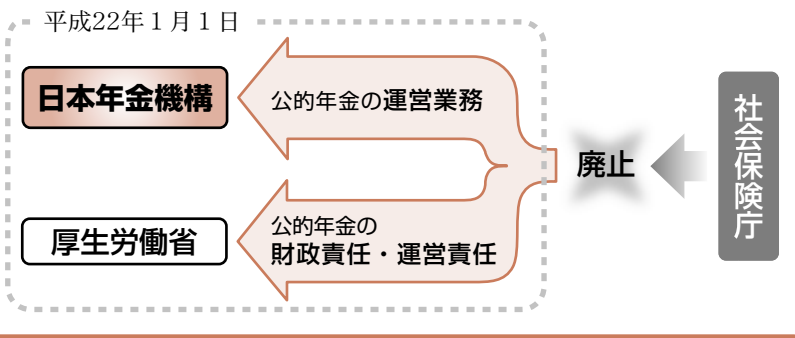 平成22年１月１日
日本年金機構
公的年金の運営業務
廃止
社会保険庁
厚生労働省
公的年金の
財政責任・運営責任